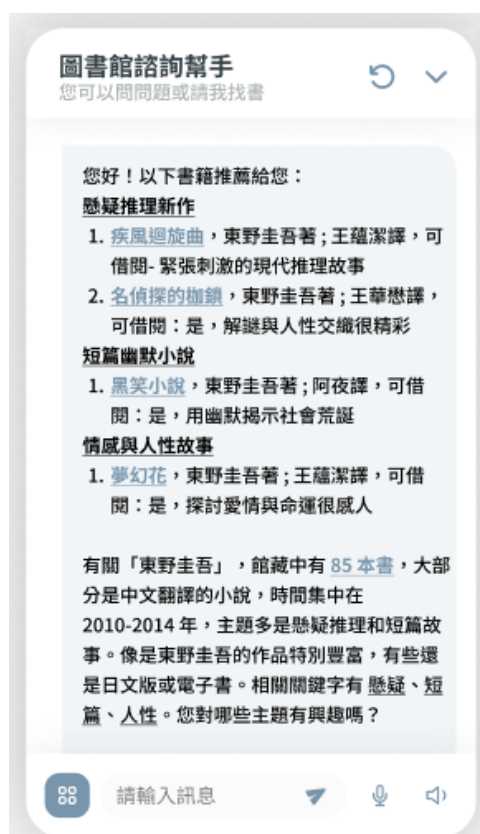 圖書館諮詢幫手
您可以問問題或請我找書
您好！以下書籍推薦給您：
懸疑推理新作
1. 疾風迴旋曲，東野圭吾著；王蘊潔譯，可
借閱- 緊張刺激的現代推理故事
2. 名偵探的枷鎖，東野圭吾著；王華懋譯，
可借閱：是，解謎與人性交織很精彩
短篇幽默小說
1. 黑笑小說，東野圭吾著；阿夜譯，可借
閱：是，用幽默揭示社會荒誕
情感與人性故事
1. 夢幻花，東野圭吾著；王蘊潔譯，可借
閱：是，探討愛情與命運很感人
有關「東野圭吾」，館藏中有 85 本書，大部
分是中文翻譯的小說，時間集中在
2010-2014 年，主題多是懸疑推理和短篇故
事。像是東野圭吾的作品特別豐富，有些還
是日文版或電子書。相關關鍵字有 懸疑、短
篇、人性。您對哪些主題有興趣嗎？
請輸入訊息